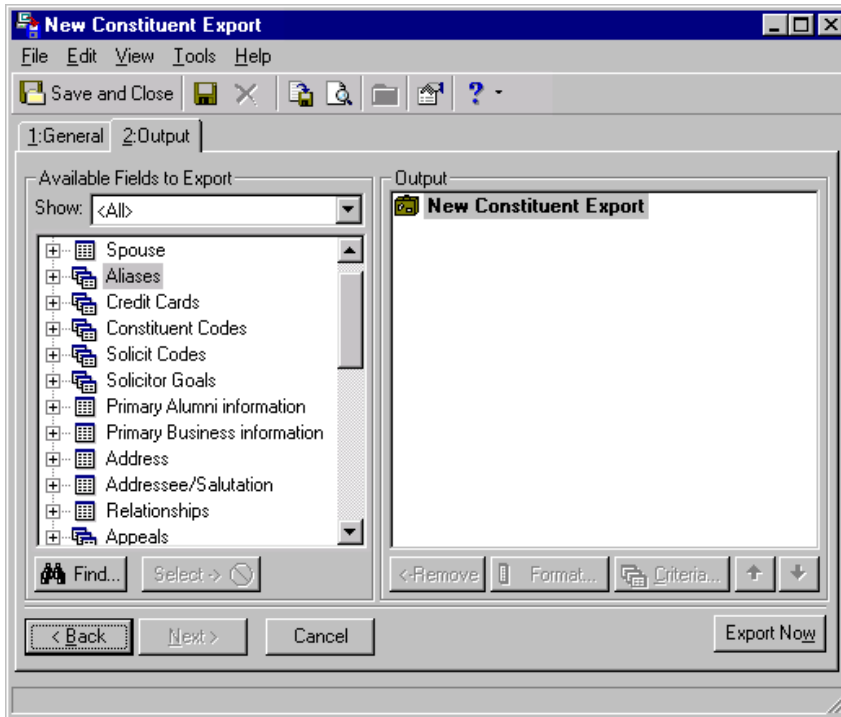 New Constituent Export
File Edit View Tools Help
Save and Close
1:General 2:Output
Available Fields to Export
Show: <All>
Spouse
Aliases
Credit Cards
Constituent Codes
Solicit Codes
Solicitor Goals
Primary Alumni information
Primary Business information
Address
Addressee/Salutation
Relationships
Appeals
Find...
Select ->
Output
New Constituent Export
<-Remove
Format...
Criteria...
< Back
Next >
Cancel
Export Now